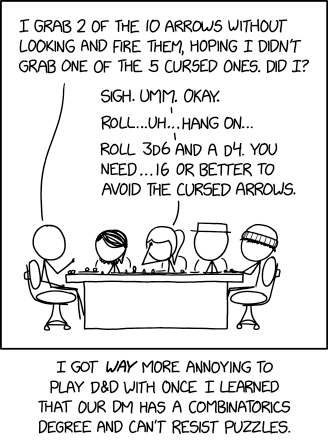 I GRAB 2 OF THE 10 ARROWS WITHOUT
LOOKING AND FIRE THEM, HOPING I DIDN'T
GRAB ONE OF THE 5 CURSED ONES. DID I?
SIGH. UMM. OKAY.
ROLL...UH...HANG ON...
ROLL 3D6 AND A D4. YOU
NEED...16 OR BETTER TO
AVOID THE CURSED ARROWS.
I GOT WAY MORE ANNOYING TO
PLAY D&D WITH ONCE I LEARNED
THAT OUR DM HAS A COMBINATORICS
DEGREE AND CAN'T RESIST PUZZLES.